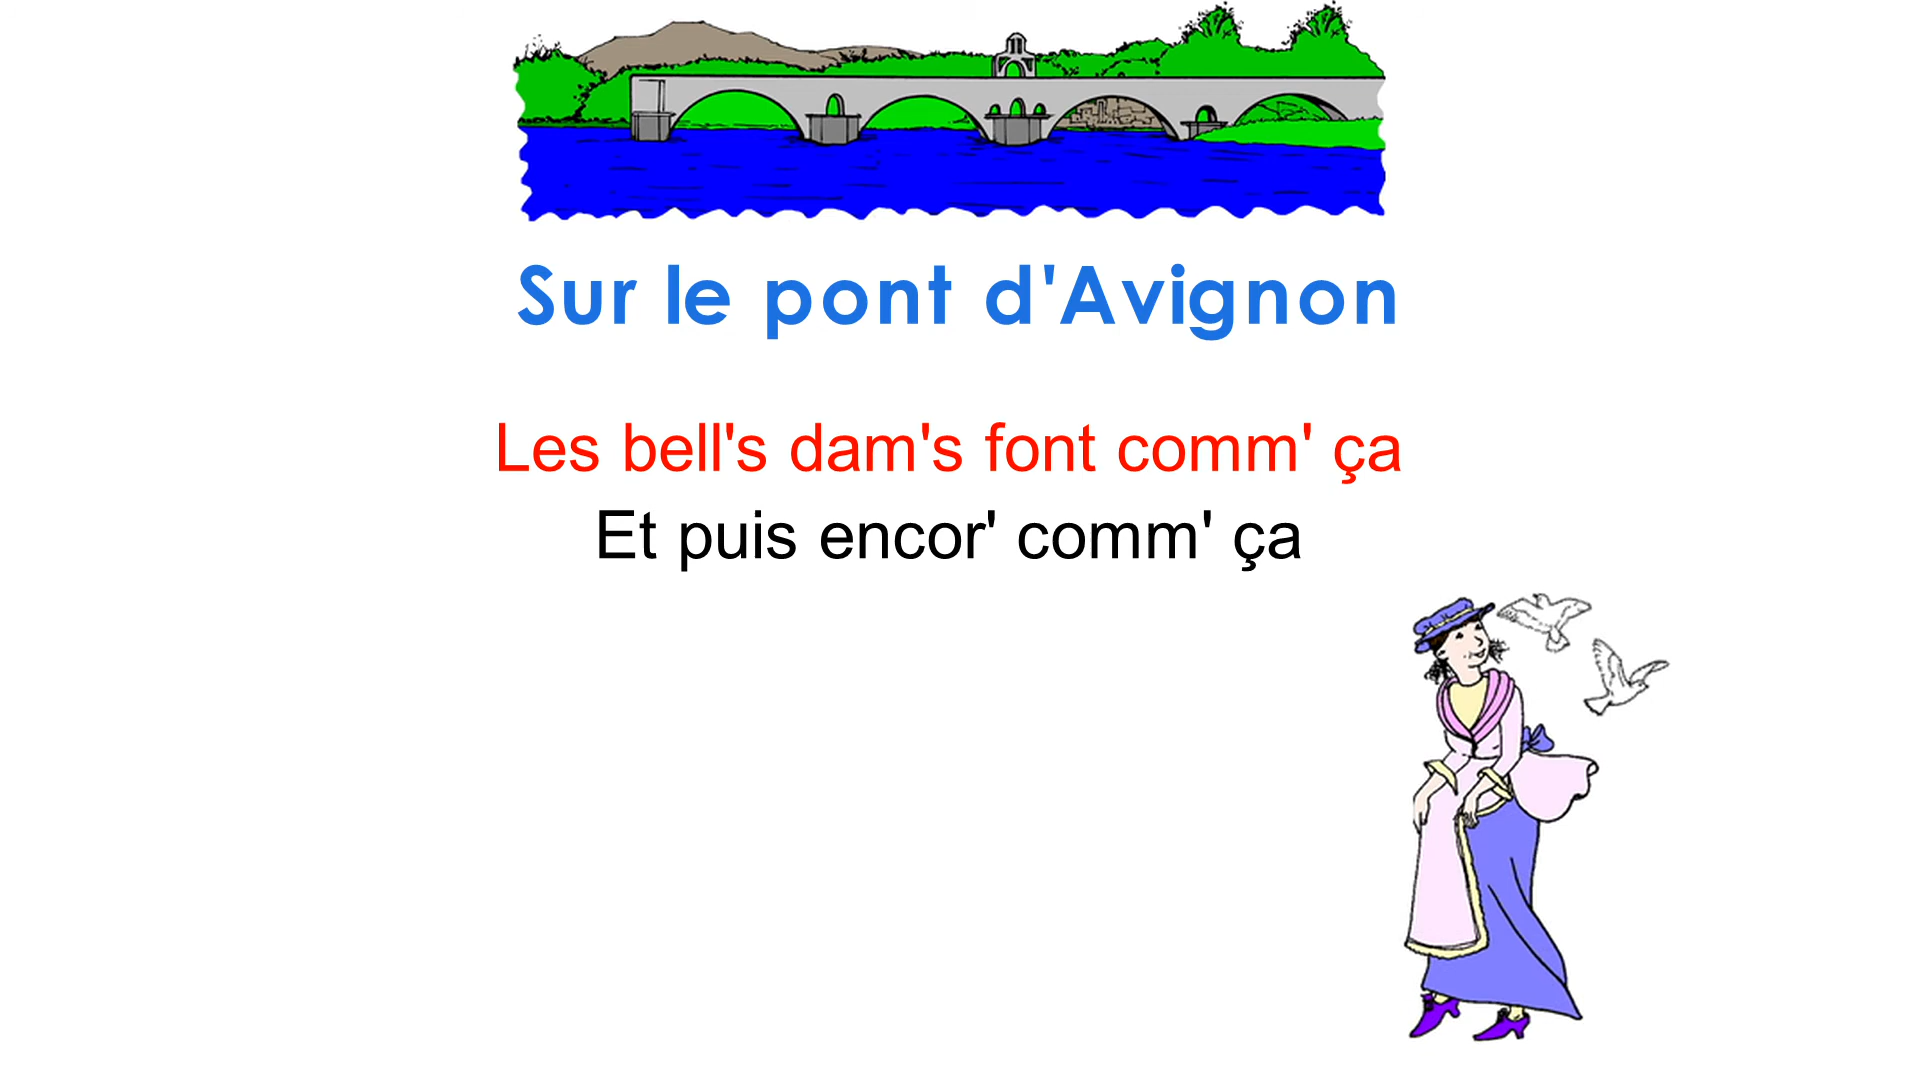 Sur le pont d'Avignon
Les bell's dam's font comm' ça
Et puis encor' comm' ça